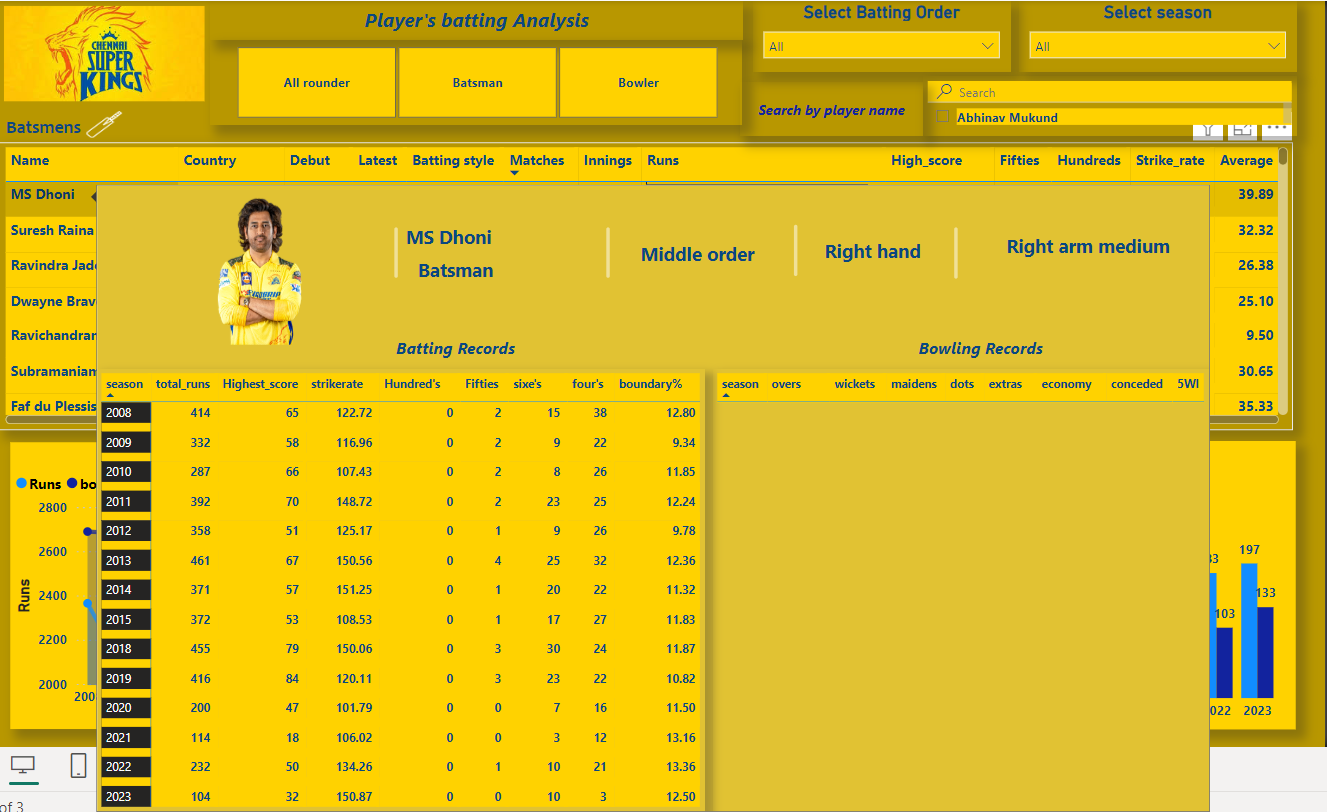 CHENNAI
SUPER
KINGS
Player's batting Analysis
All rounder Batsman Bowler
Select Batting Order
All
Select season
All
Search by player name
Search
Abhinav Mukund
Batsmens
Name Country Debut Latest Batting style Matches Innings Runs High_score Fifties Hundreds Strike_rate Average
MS Dhoni 39.89
Suresh Raina 32.32
Ravindra Jade 26.38
Dwayne Brav 25.10
Ravichandran 9.50
Subramaniam 30.65
Faf du Plessis 35.33
MS Dhoni
Batsman
Middle order
Right hand
Right arm medium
Batting Records
season total_runs Highest_score strikerate Hundred's Fifties sixe's four's boundary%
2008 414 65 122.72 0 2 15 38 12.80
2009 332 58 116.96 0 2 9 22 9.34
2010 287 66 107.43 0 2 8 26 11.85
2011 392 70 148.72 0 2 23 25 12.24
2012 358 51 125.17 0 1 9 26 9.78
2013 461 67 150.56 0 4 25 32 12.36
2014 371 57 151.25 0 1 20 22 11.32
2015 372 53 108.53 0 1 17 27 11.83
2018 455 79 150.06 0 3 30 24 11.87
2019 416 84 120.11 0 3 23 22 10.82
2020 200 47 101.79 0 0 7 16 11.50
2021 114 18 106.02 0 0 3 12 13.16
2022 232 50 134.26 0 1 10 21 13.36
2023 104 32 150.87 0 0 10 3 12.50
Bowling Records
season overs wickets maidens dots extras economy conceded 5WI
Runs bo
2800
2600
2400
2200
2000
Runs
200
33 197
103 133
022 2023
of 3